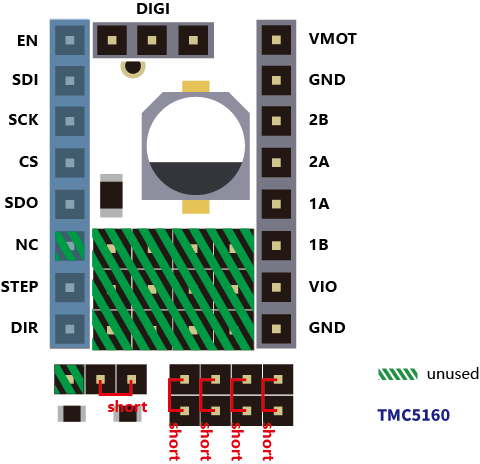 DIGI
EN
SDI
SCK
CS
SDO
NC
STEP
DIR
VMOT
GND
2B
2A
1A
1B
VIO
GND
short
short
short
short
short
unused
TMC5160